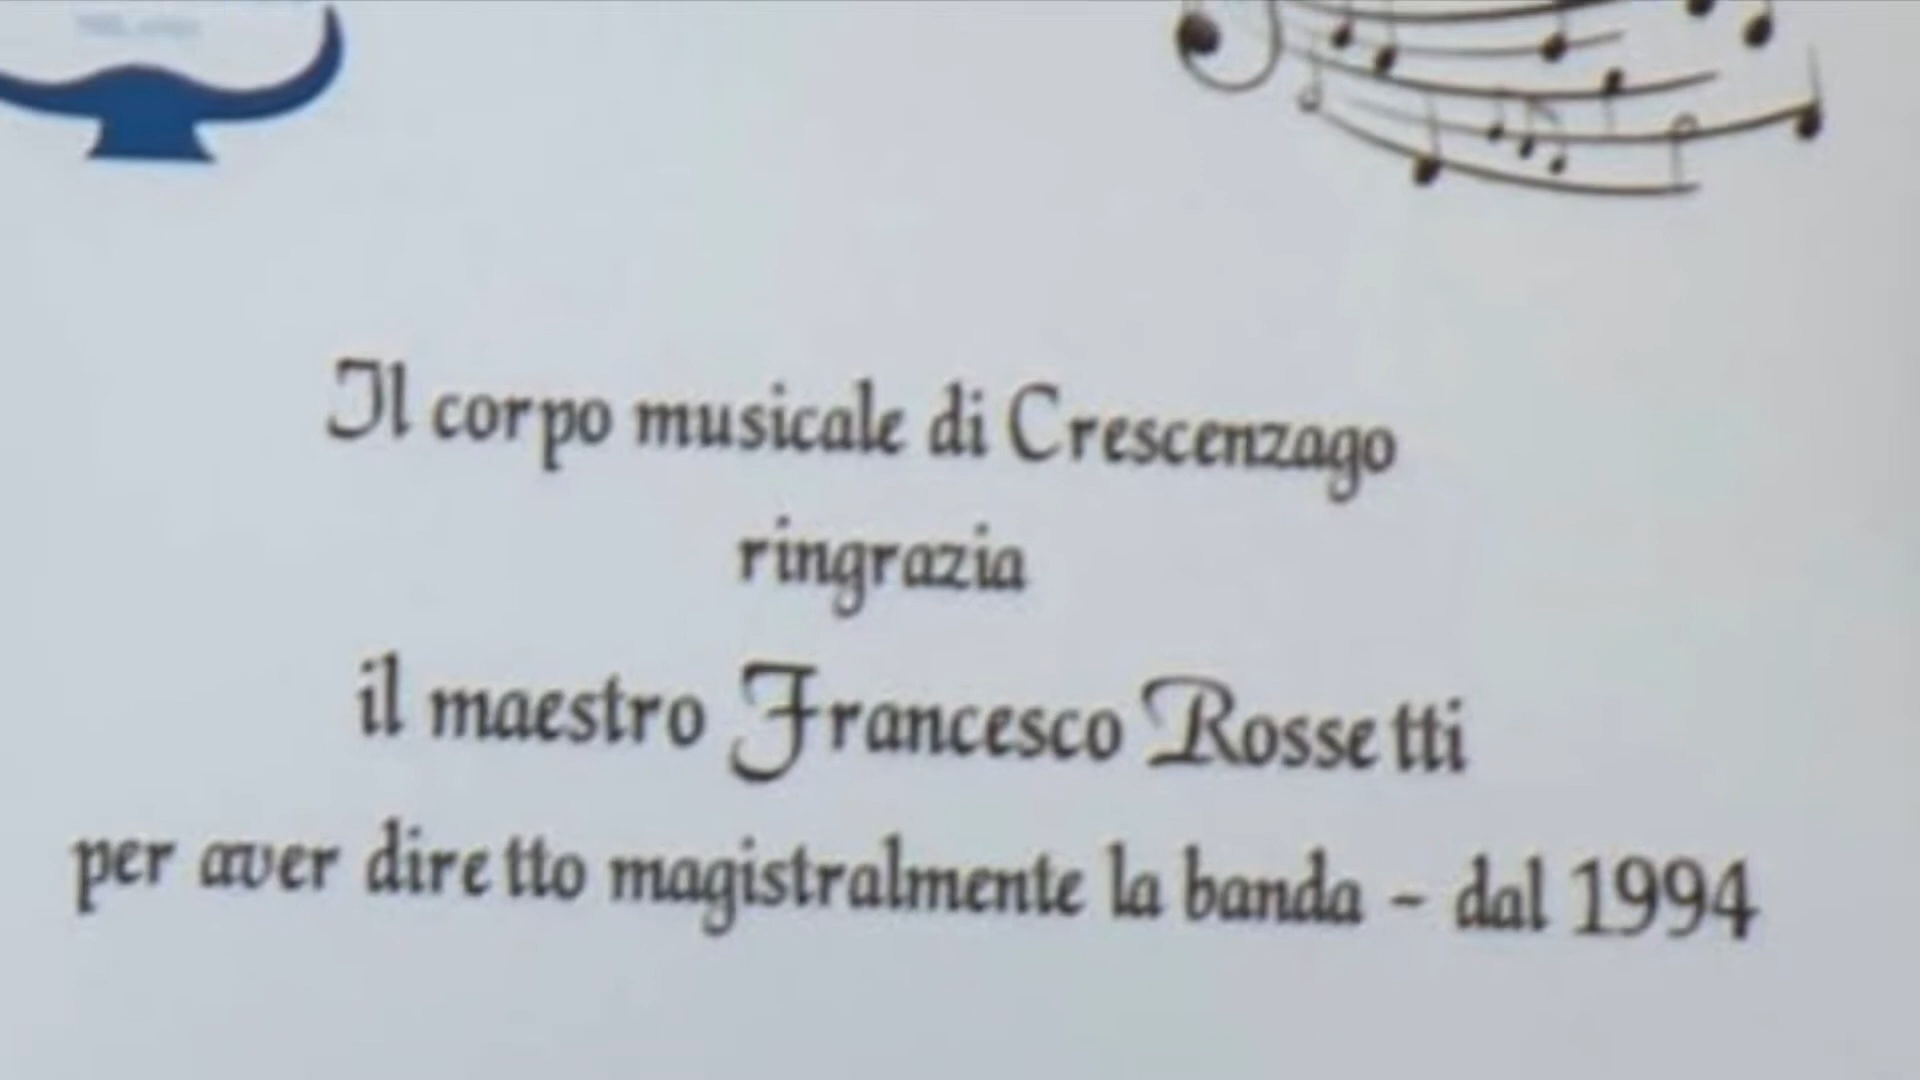 Il corpo musicale di Crescenzago
ringrazia
il maestro Francesco Rossetti
per aver diretto magistralmente la banda - dal 1994